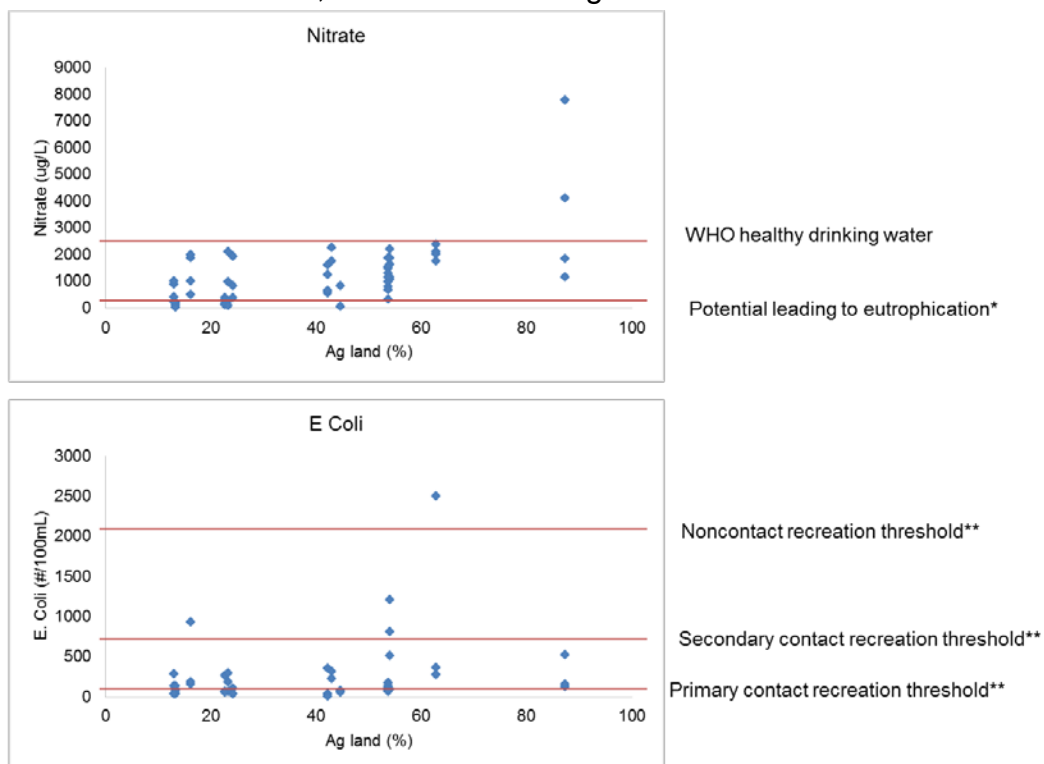 Nitrate
9000
8000
7000
6000
5000
4000
3000
2000
1000
0
Nitrate (ug/L)
0 20 40 60 80 100
Ag land (%)
WHO healthy drinking water
Potential leading to eutrophication*
E Coli
3000
2500
2000
1500
1000
500
0
E. Coli (#/100mL)
0 20 40 60 80 100
Ag land (%)
Noncontact recreation threshold**
Secondary contact recreation threshold**
Primary contact recreation threshold**